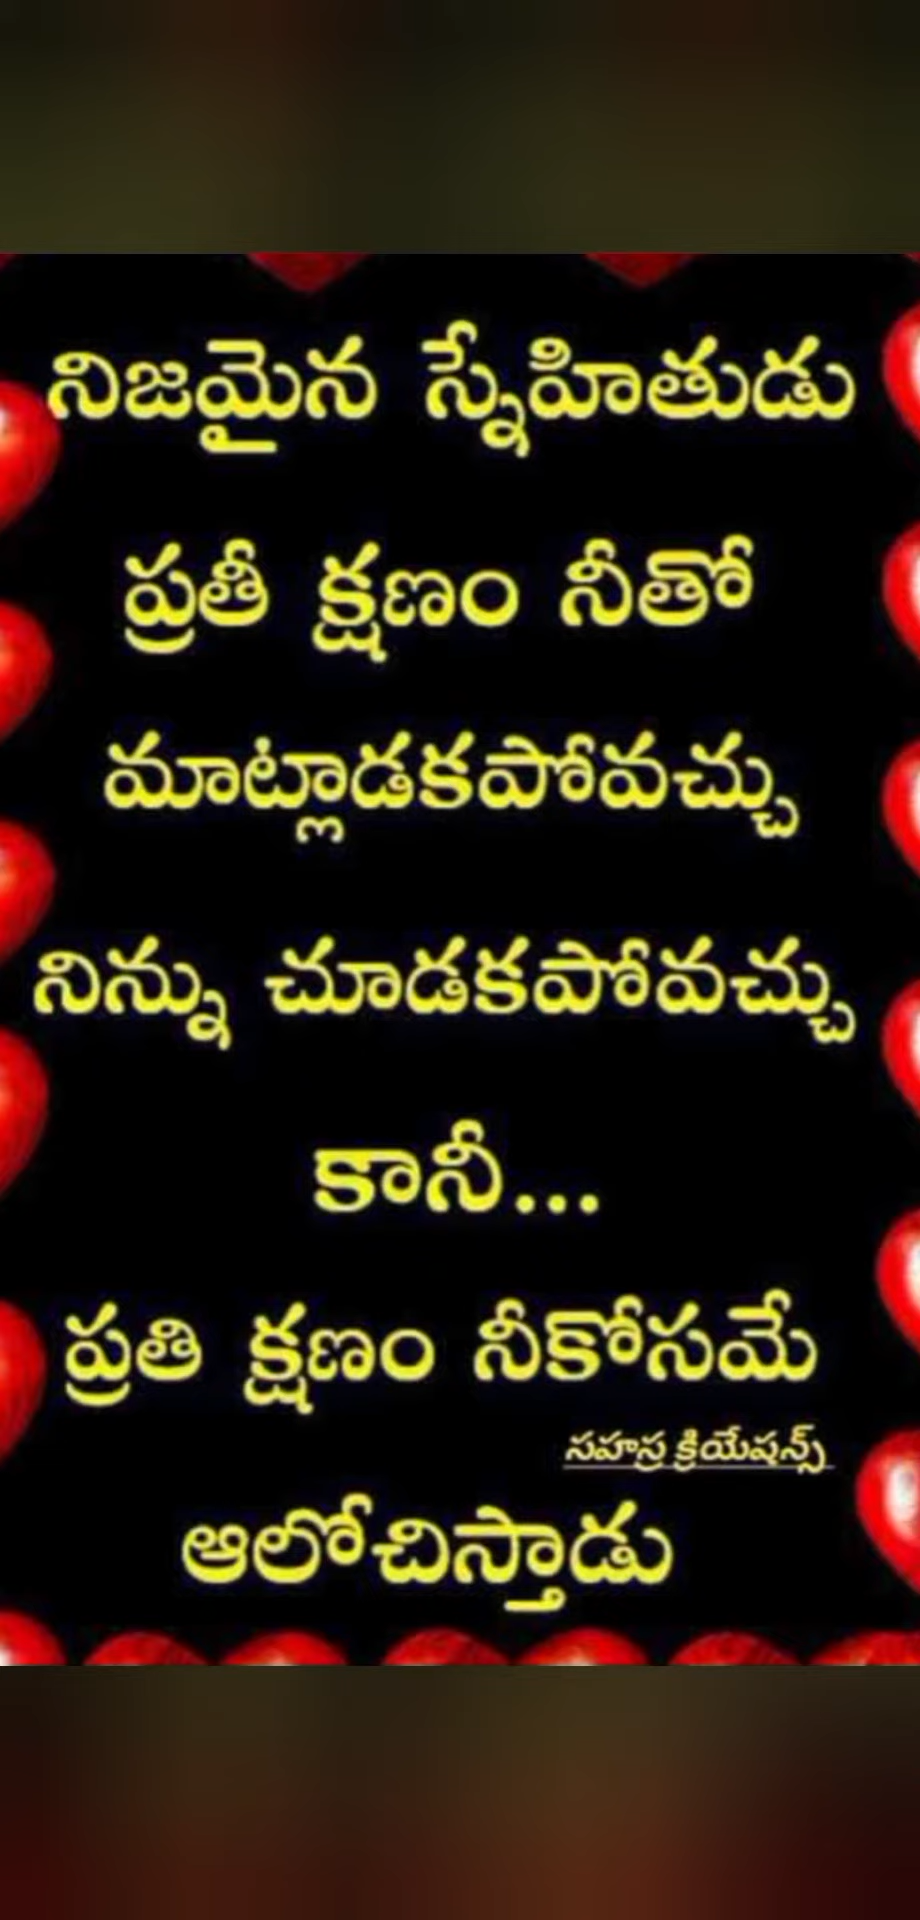 నిజమైన స్నేహితుడు
ప్రతీ క్షణం నీతో
మాట్లాడకపోవచ్చు
నిన్ను చూడకపోవచ్చు
కానీ...
ప్రతి క్షణం నీకోసమే
సహస్ర క్రియేషన్స్
ఆలోచిస్తాడు